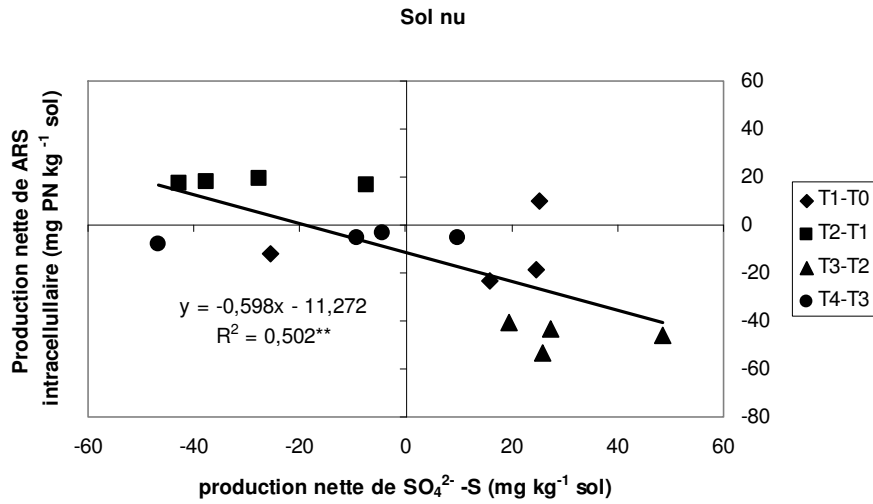 Sol nu
Production nette de ARS
intracellullaire (mg PN kg⁻¹ sol)
60
40
20
0
-20
-40
-60
-80
y = -0,598x - 11,272
R² = 0,502**
T1-T0
T2-T1
T3-T2
T4-T3
-60 -40 -20 0 20 40 60
production nette de SO₄²⁻ -S (mg kg⁻¹ sol)